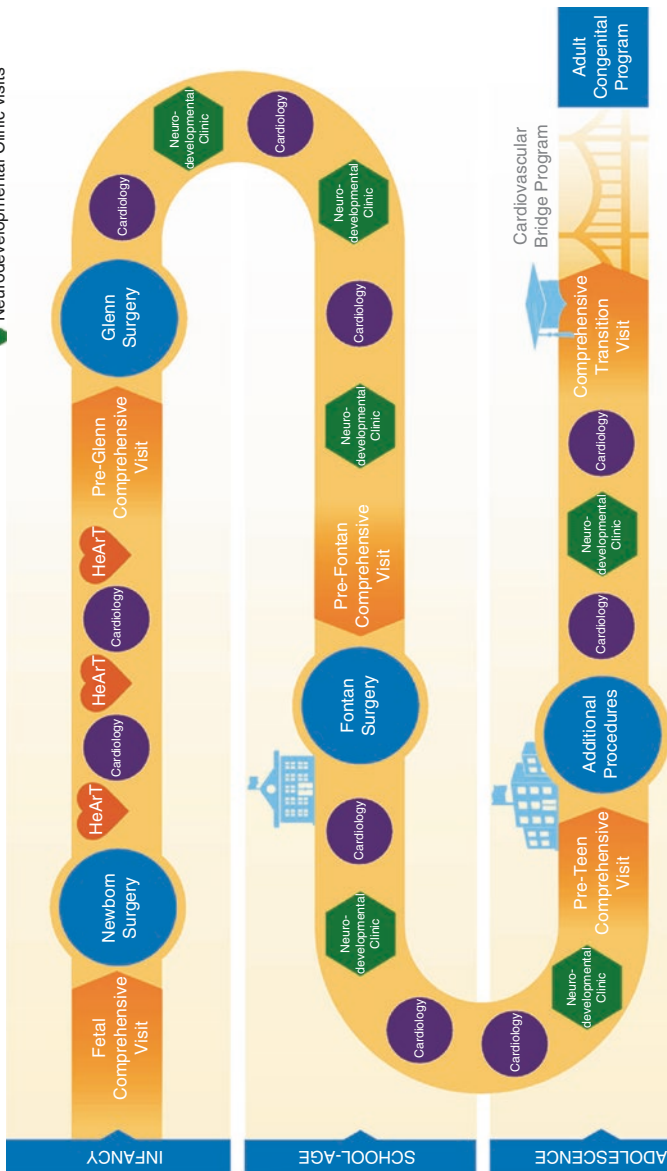 Neurodevelopmental Clinic visits
INFANCY
Fetal
Comprehensive
Visit
Newborn
Surgery
HeArT
Cardiology
HeArT
Cardiology
HeArT
Pre-Glenn
Comprehensive
Visit
Glenn
Surgery
Cardiology
Neuro-
developmental
Clinic
SCHOOL-AGE
Cardiology
Neuro-
developmental
Clinic
Cardiology
Neuro-
developmental
Clinic
Pre-Fontan
Comprehensive
Visit
Fontan
Surgery
Cardiology
Neuro-
developmental
Clinic
Cardiology
ADOLESCENCE
Cardiology
Neuro-
developmental
Clinic
Pre-Teen
Comprehensive
Visit
Additional
Procedures
Cardiology
Neuro-
developmental
Clinic
Cardiology
Comprehensive
Transition
Visit
Cardiovascular
Bridge Program
Adult
Congenital
Program